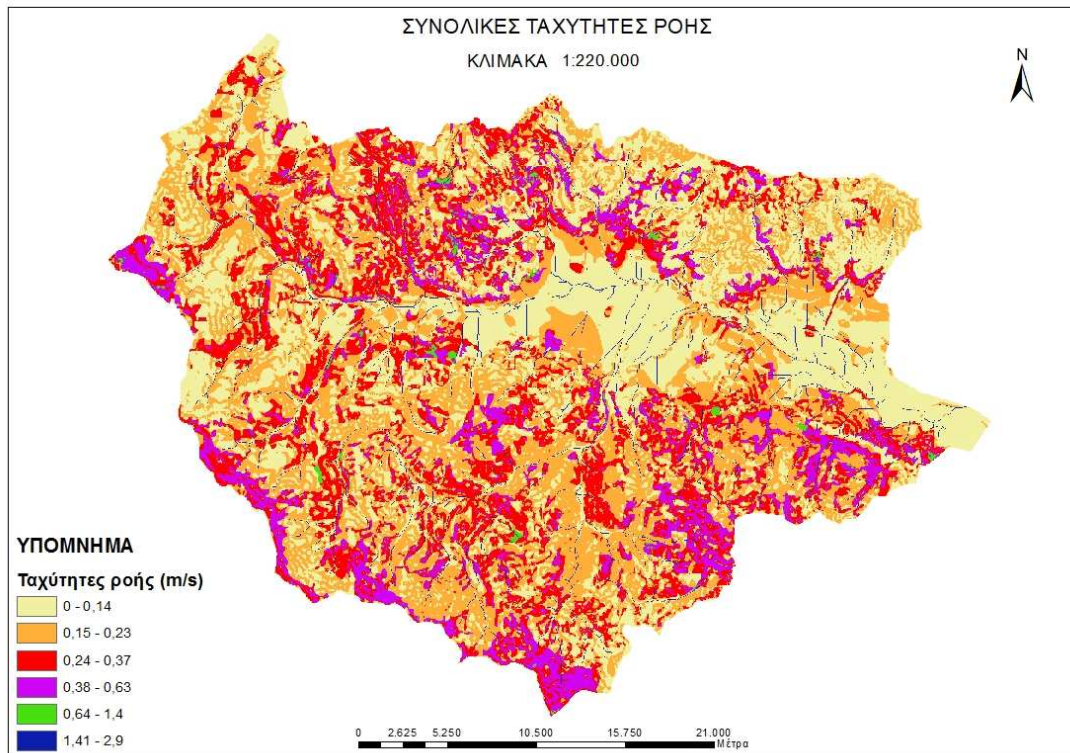 ΣΥΝΟΛΙΚΕΣ ΤΑΧΥΤΗΤΕΣ ΡΟΗΣ
ΚΛΙΜΑΚΑ 1:220.000
N
ΥΠΟΜΝΗΜΑ
Ταχύτητες ροής (m/s)
0 - 0,14
0,15 - 0,23
0,24 - 0,37
0,38 - 0,63
0,64 - 1,4
1,41 - 2,9
0 2.625 5.250 10.500 15.750 21.000
Μέτρα